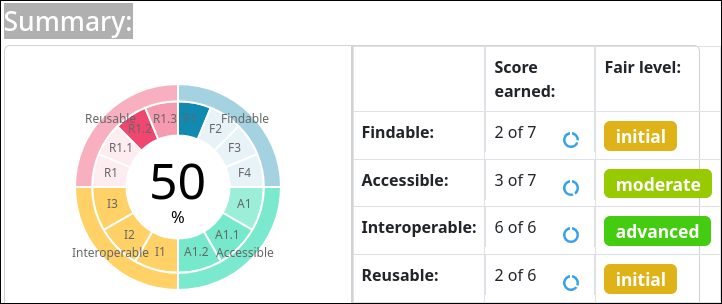 Summary:
Score earned:
Fair level:
Findable:
2 of 7
initial
Accessible:
3 of 7
moderate
Interoperable:
6 of 6
advanced
Reusable:
2 of 6
initial
Reusable
R1.3
F1
Findable
R1.2
F2
R1.1
F3
R1
50
F4
%
I3
A1
I2
A1.1
Interoperable
I1
A1.2
Accessible